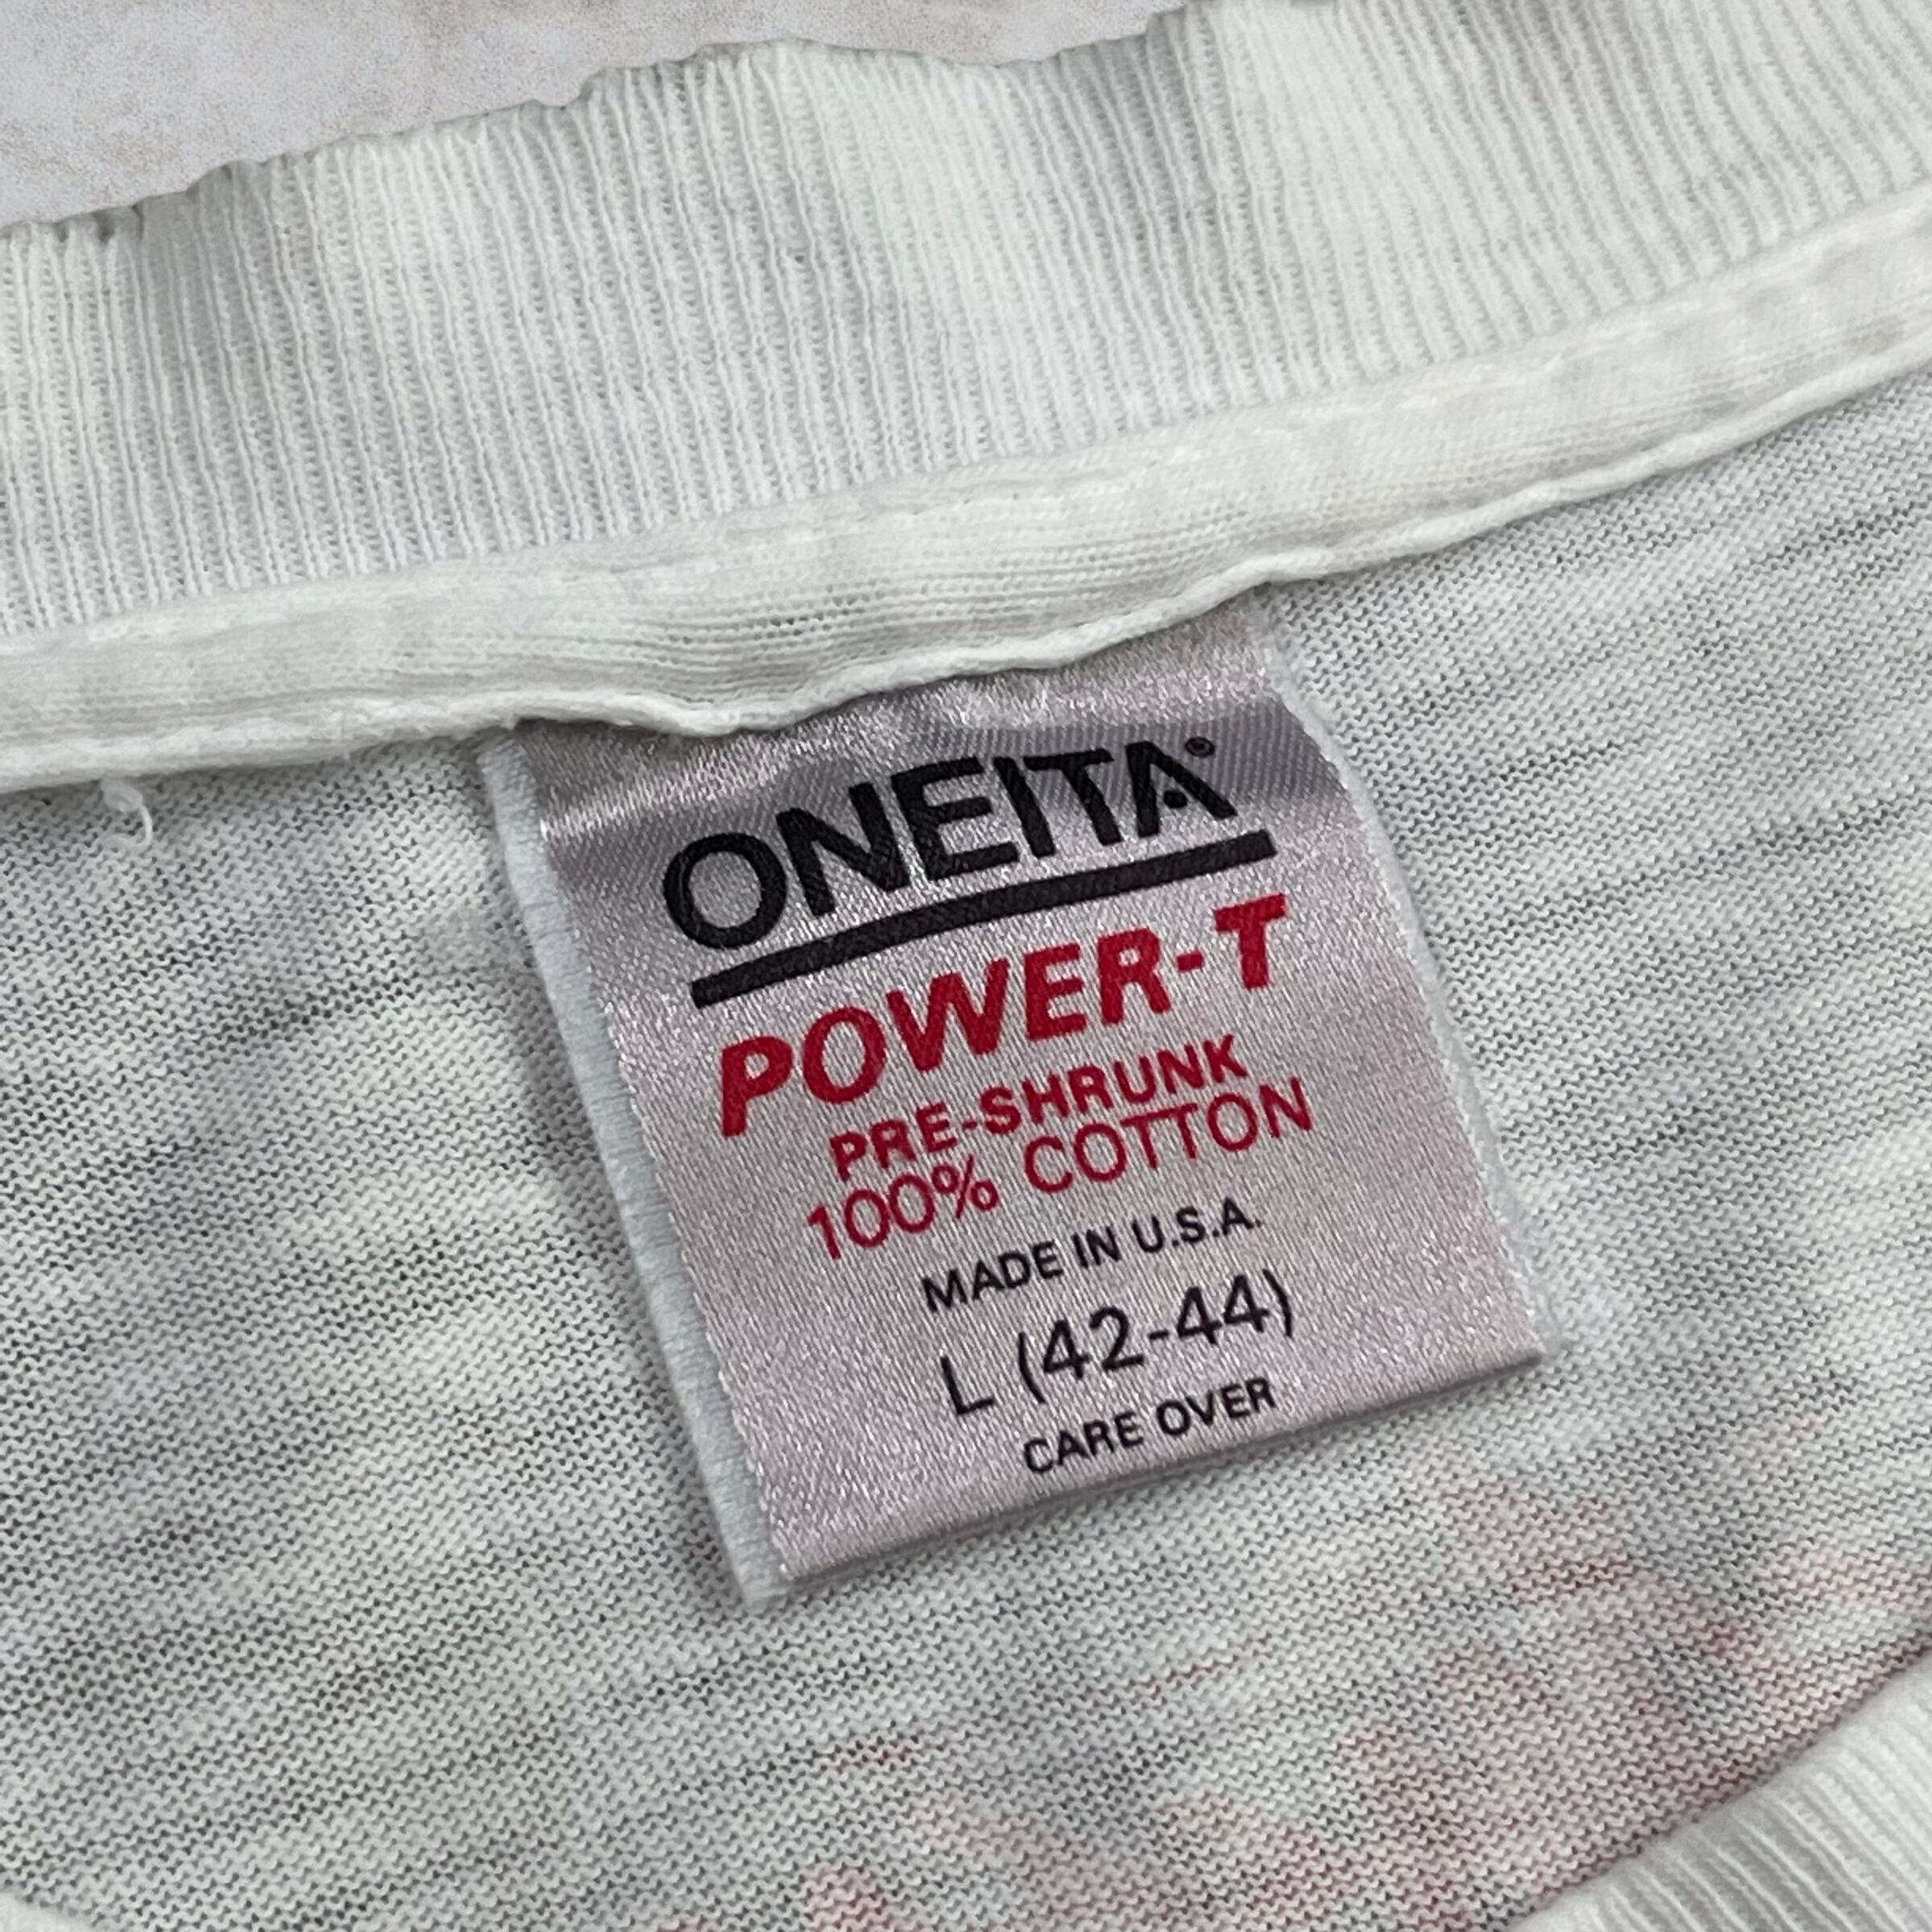 ONEITA®
POWER-T
PRE-SHRUNK
100% COTTON
MADE IN U.S.A.
L (42-44)
CARE OVER